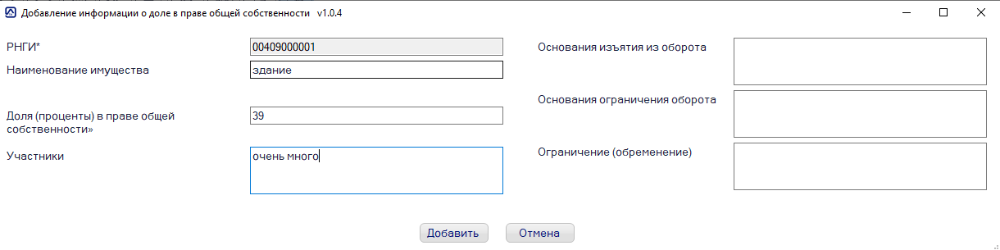 Добавление информации о доле в праве общей собственности v1.0.4
РНГИ*
00409000001
Наименование имущества
здание
Доля (проценты) в праве общей
собственности»
39
Участники
очень много
Основания изъятия из оборота
Основания ограничения оборота
Ограничение (обременение)
Добавить
Отмена